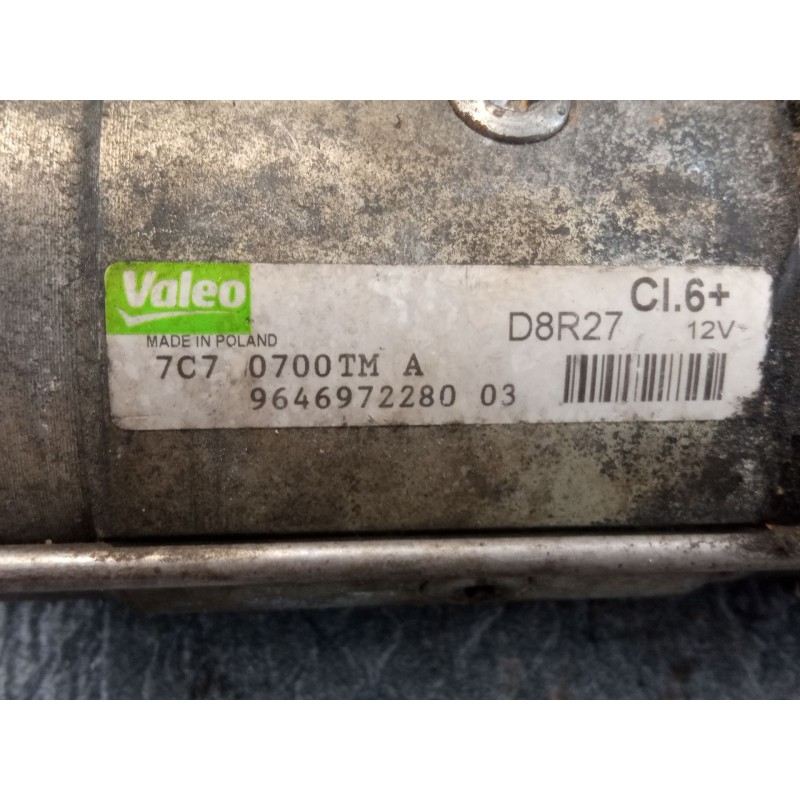 Valeo
Cl.6+
D8R27 12V
MADE IN POLAND
7C7 0700TM A
9646972280 03